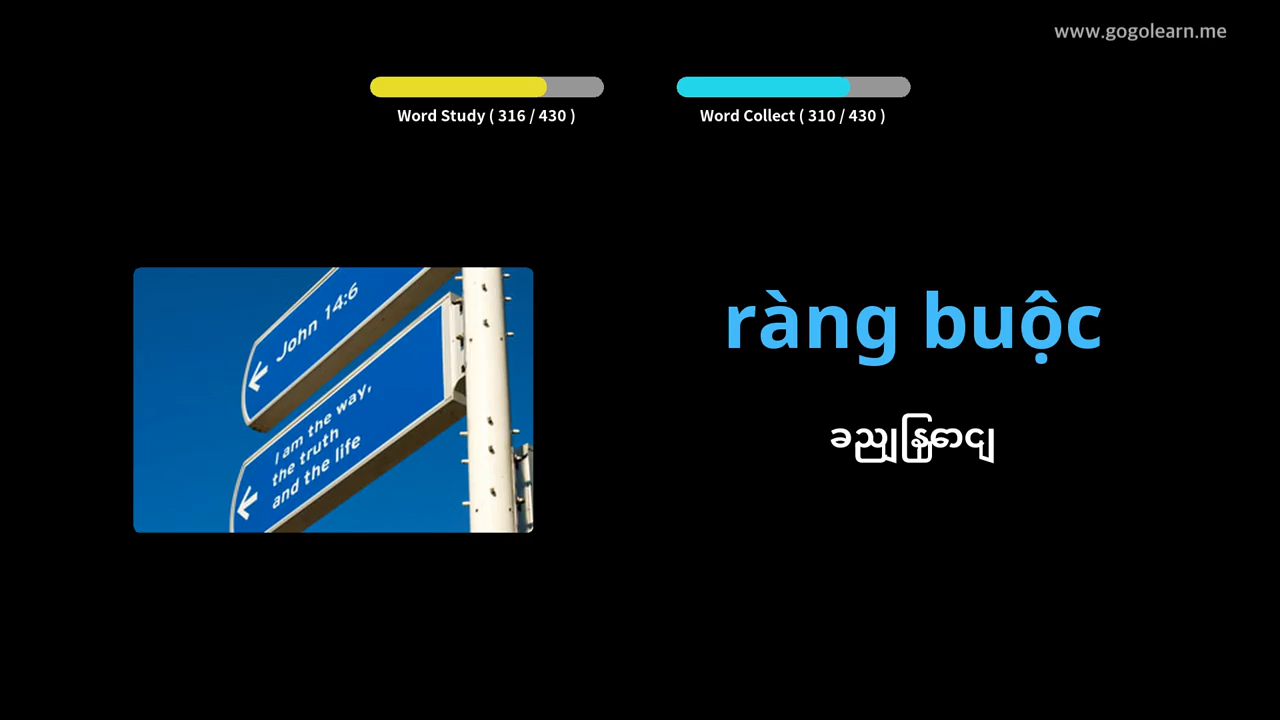 www.gogolearn.me
Word Study ( 316 / 430 )
Word Collect ( 310 / 430 )
John 14:6
I am the way,
the truth
and the life
ràng buộc
ခညျနှောငျ